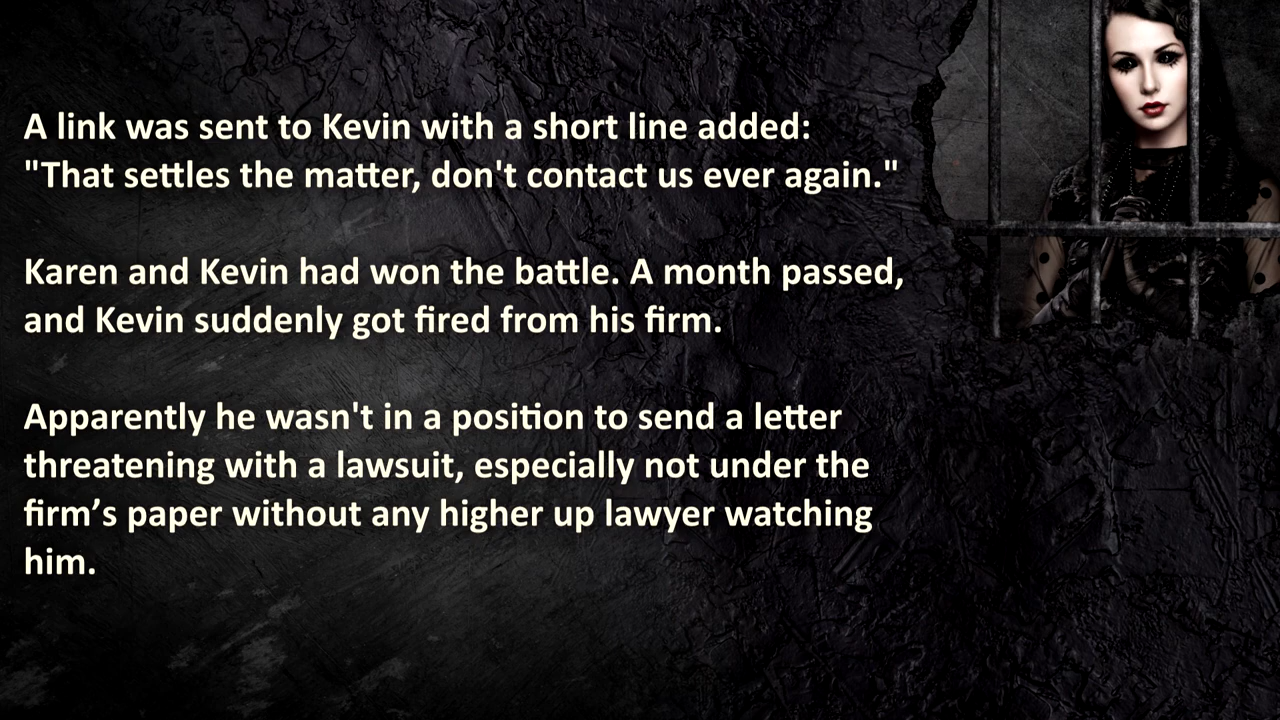 A link was sent to Kevin with a short line added:
"That settles the matter, don't contact us ever again."
Karen and Kevin had won the battle. A month passed,
and Kevin suddenly got fired from his firm.
Apparently he wasn't in a position to send a letter
threatening with a lawsuit, especially not under the
firm’s paper without any higher up lawyer watching
him.